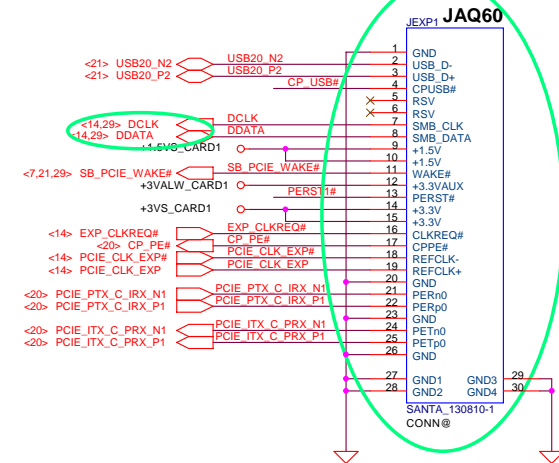 JEXP1 JAQ60
1 GND
<21> USB20_N2 USB20_N2 2 USB_D-
<21> USB20_P2 USB20_P2 3 USB_D+
CP_USB# 4 CPUSB#
5 RSV
6 RSV
<14,29> DCLK DCLK 7 SMB_CLK
<14,29> DDATA DDATA 8 SMB_DATA
+1.5VS_CARD1 9 +1.5V
10 +1.5V
<7,21,29> SB_PCIE_WAKE# SB_PCIE_WAKE# 11 WAKE#
+3VALW_CARD1 12 +3.3VAUX
PERST1# 13 PERST#
+3VS_CARD1 14 +3.3V
15 +3.3V
<14> EXP_CLKREQ# EXP_CLKREQ# 16 CLKREQ#
<20> CP_PE# CP_PE# 17 CPPE#
<14> PCIE_CLK_EXP# PCIE_CLK_EXP# 18 REFCLK-
<14> PCIE_CLK_EXP PCIE_CLK_EXP 19 REFCLK+
20 GND
<20> PCIE_PTX_C_IRX_N1 PCIE_PTX_C_IRX_N1 21 PERn0
<20> PCIE_PTX_C_IRX_P1 PCIE_PTX_C_IRX_P1 22 PERp0
23 GND
<20> PCIE_ITX_C_PRX_N1 PCIE_ITX_C_PRX_N1 24 PETn0
<20> PCIE_ITX_C_PRX_P1 PCIE_ITX_C_PRX_P1 25 PETp0
26 GND
27 GND1 GND3 29
28 GND2 GND4 30
SANTA_130810-1
CONN@